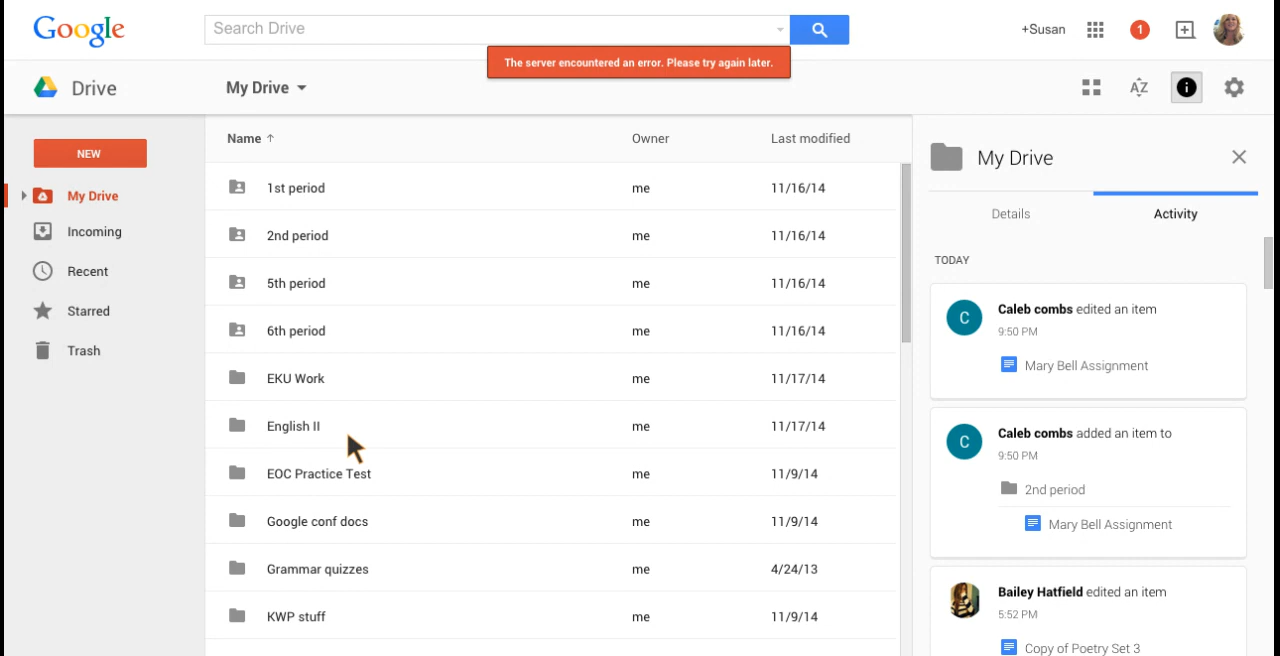 Google
Search Drive
+Susan
1
The server encountered an error. Please try again later.
Drive
My Drive
i
NEW
My Drive
Incoming
Recent
Starred
Trash
Name ↑ Owner Last modified
1st period me 11/16/14
2nd period me 11/16/14
5th period me 11/16/14
6th period me 11/16/14
EKU Work me 11/17/14
English II me 11/17/14
EOC Practice Test me 11/9/14
Google conf docs me 11/9/14
Grammar quizzes me 4/24/13
KWP stuff me 11/9/14
My Drive
Details Activity
TODAY
C
Caleb combs edited an item
9:50 PM
Mary Bell Assignment
C
Caleb combs added an item to
9:50 PM
2nd period
Mary Bell Assignment
Bailey Hatfield edited an item
5:52 PM
Copy of Poetry Set 3
AZ